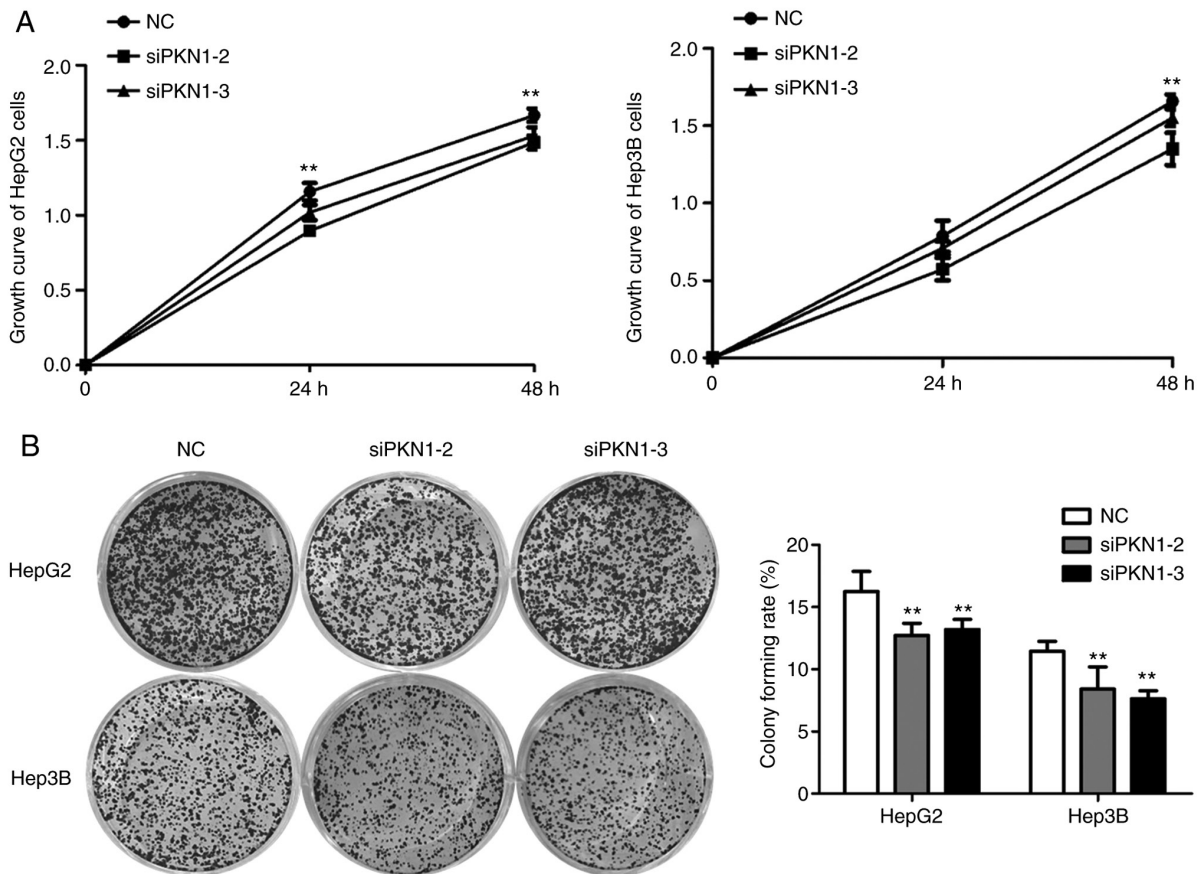 A
NC
siPKN1-2
siPKN1-3
Growth curve of HepG2 cells
2.0
1.5
1.0
0.5
0.0
**
**
0
24 h
48 h
NC
siPKN1-2
siPKN1-3
Growth curve of Hep3B cells
2.0
1.5
1.0
0.5
0.0
**
0
24 h
48 h
B
NC
siPKN1-2
siPKN1-3
HepG2
Hep3B
NC
siPKN1-2
siPKN1-3
Colony forming rate (%)
20
15
10
5
0
**
**
**
**
HepG2
Hep3B